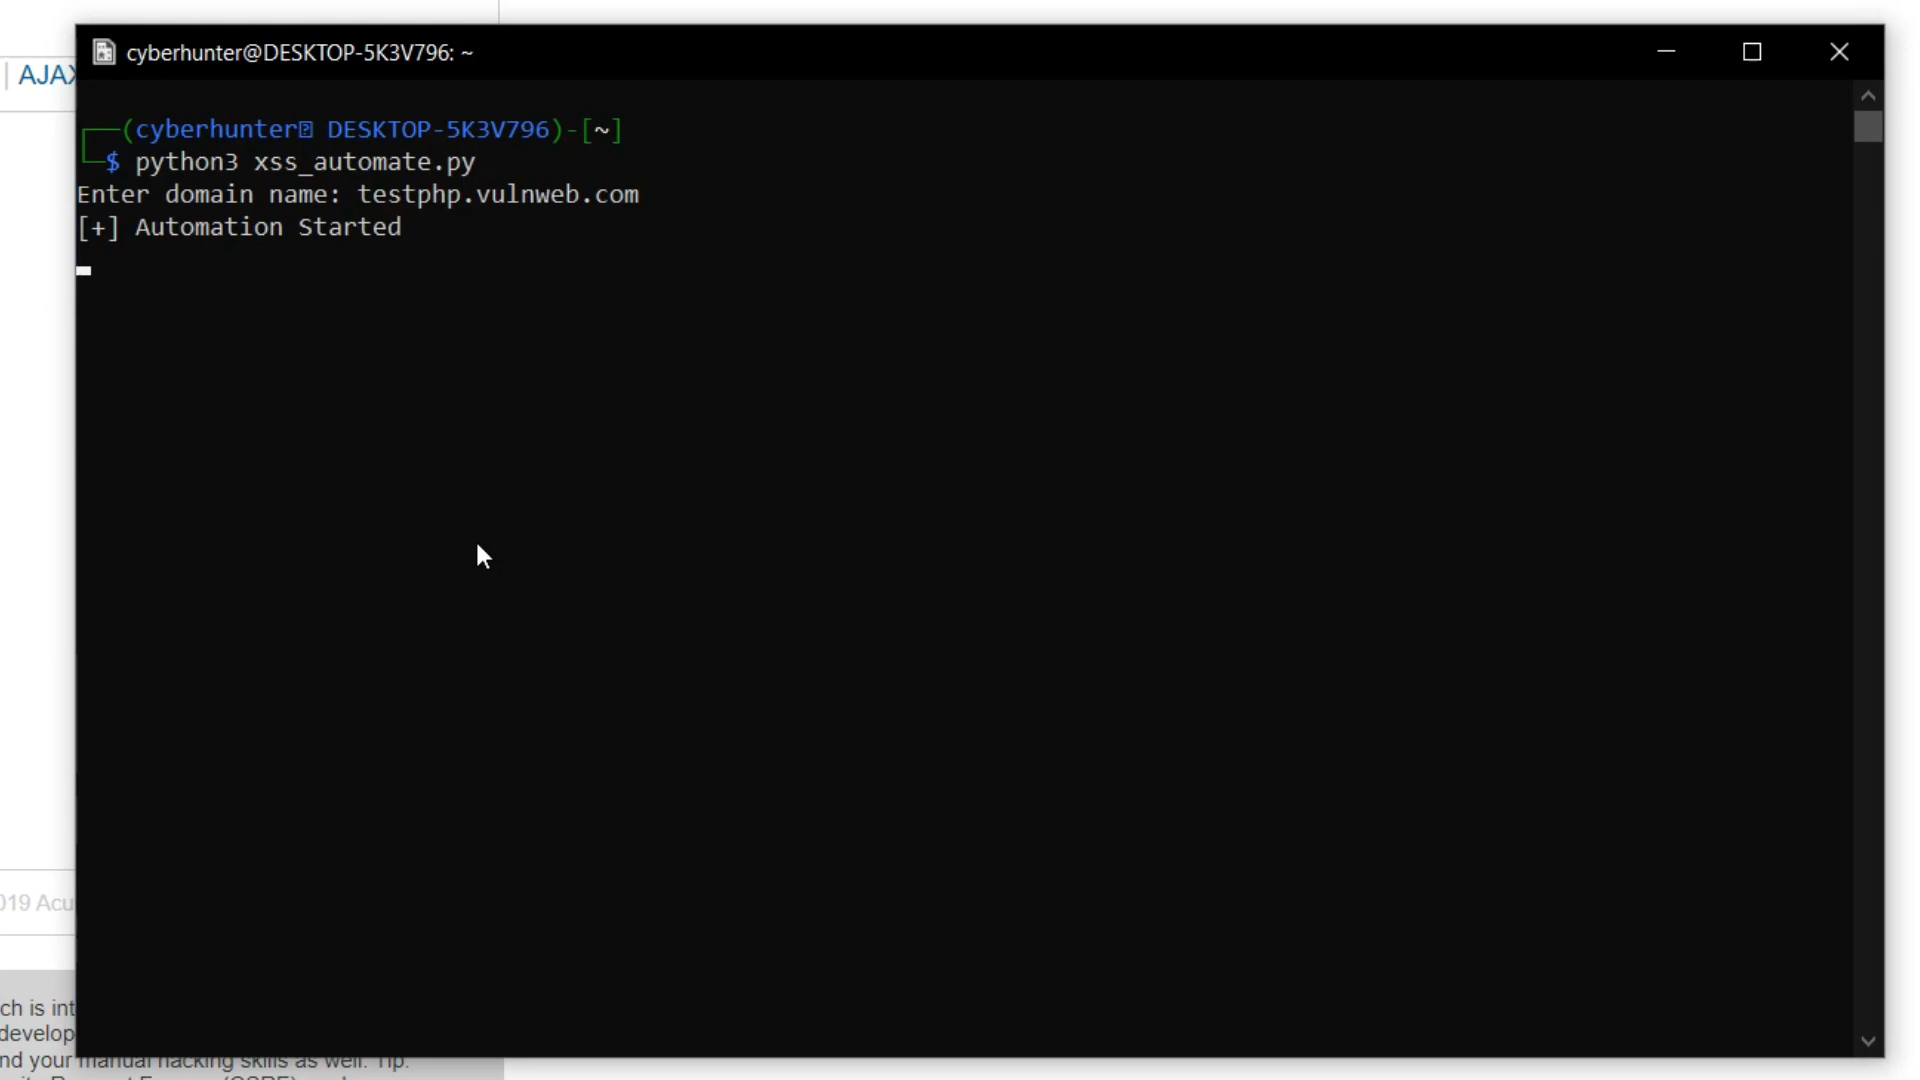 cyberhunter@DESKTOP-5K3V796: ~
| AJAX
┌──(cyberhunter⍰ DESKTOP-5K3V796)-[~]
└─$ python3 xss_automate.py
Enter domain name: testphp.vulnweb.com
[+] Automation Started
019 Acu
ch is int
develop
nd your manual hacking skills as well. Tip: